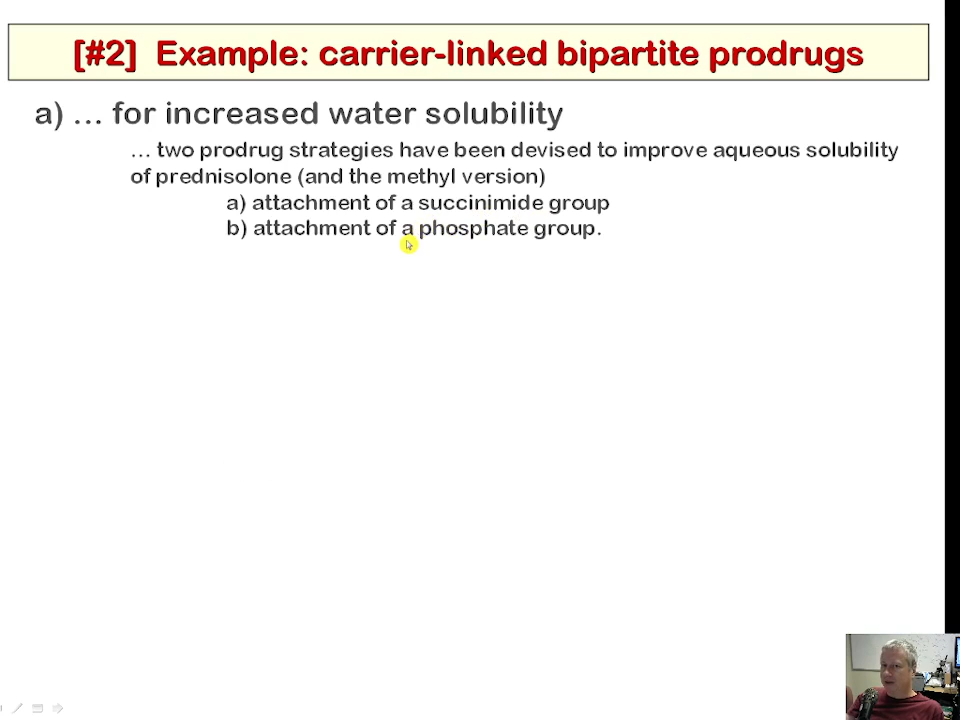 [#2] Example: carrier-linked bipartite prodrugs
a) ... for increased water solubility
... two prodrug strategies have been devised to improve aqueous solubility
of prednisolone (and the methyl version)
a) attachment of a succinimide group
b) attachment of a phosphate group.